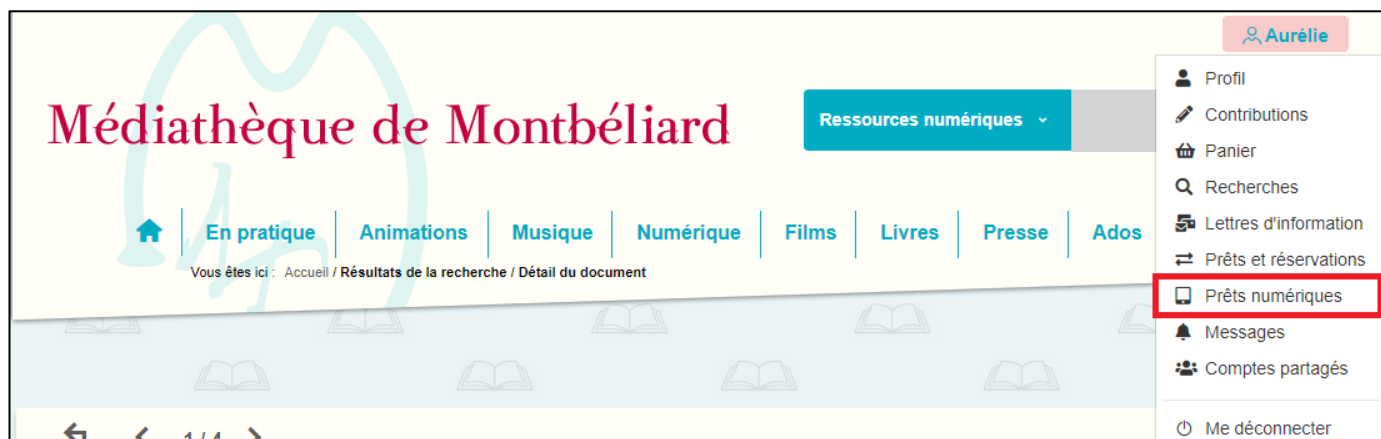 Aurélie
Médiathèque de Montbéliard
Ressources numériques
En pratique
Animations
Musique
Numérique
Films
Livres
Presse
Ados
Vous êtes ici : Accueil / Résultats de la recherche / Détail du document
Profil
Contributions
Panier
Recherches
Lettres d'information
Prêts et réservations
Prêts numériques
Messages
Comptes partagés
Me déconnecter
1/4